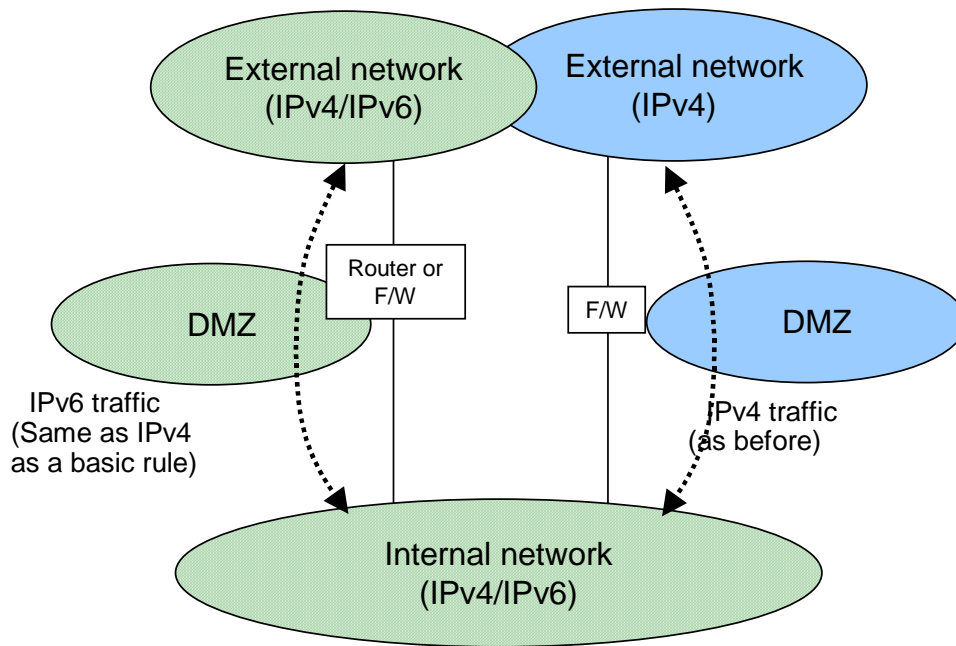 External network
(IPv4/IPv6)
External network
(IPv4)
Router or
F/W
F/W
DMZ
DMZ
IPv6 traffic
(Same as IPv4
as a basic rule)
IPv4 traffic
(as before)
Internal network
(IPv4/IPv6)